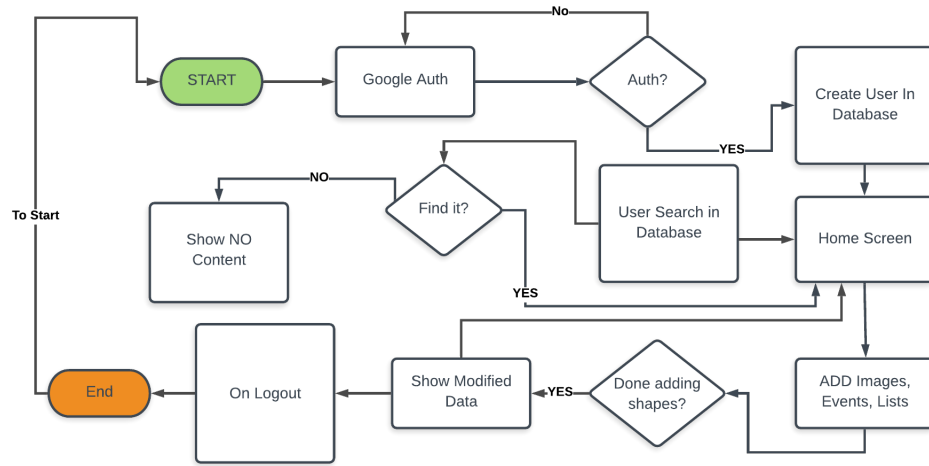 No
START
Google Auth
Auth?
Create User In
Database
YES
NO
Find it?
User Search in
Database
Home Screen
To Start
Show NO
Content
YES
End
On Logout
Show Modified
Data
YES
Done adding
shapes?
ADD Images,
Events, Lists